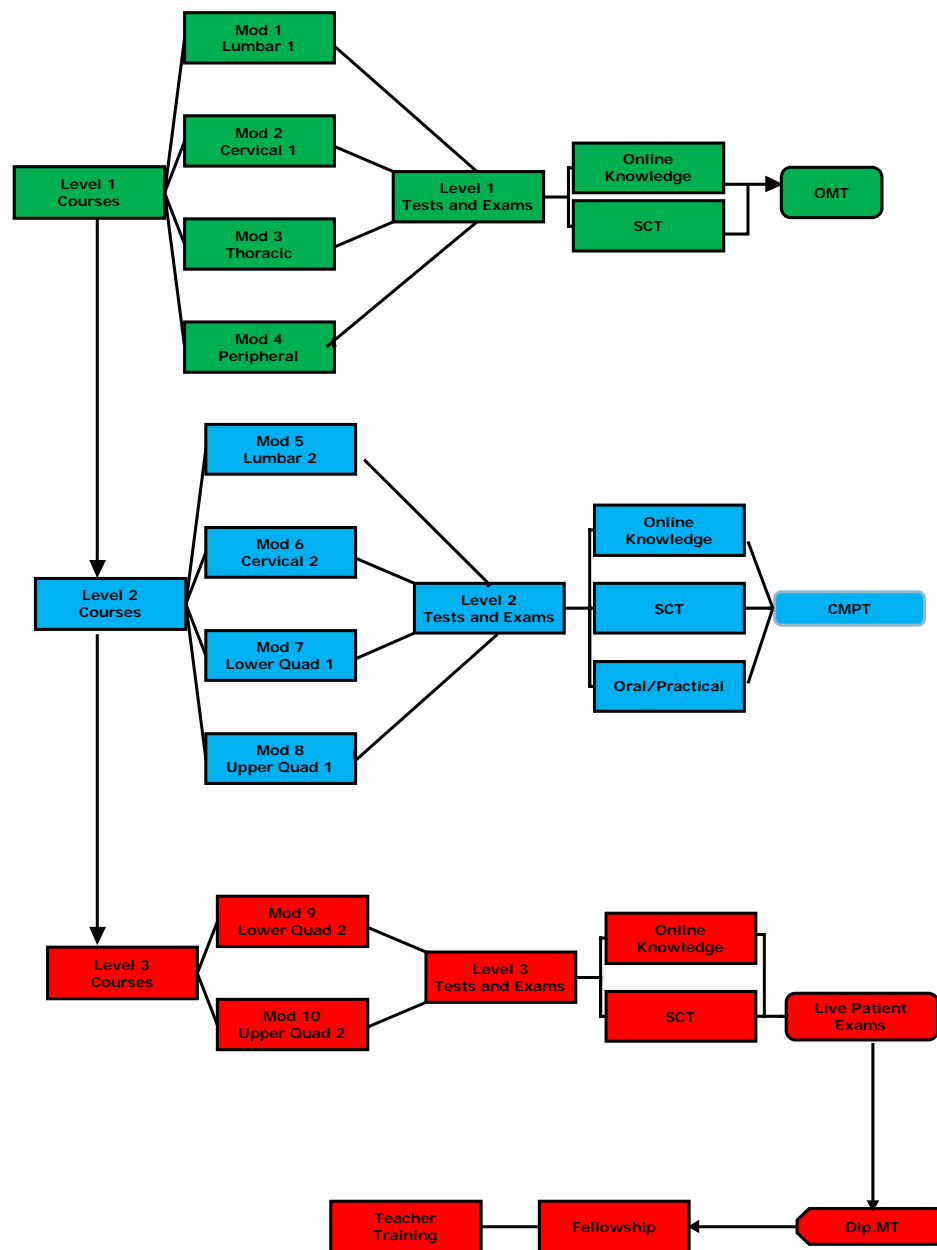 Mod 1
Lumbar 1
Mod 2
Cervical 1
Level 1
Courses
Mod 3
Thoracic
Mod 4
Peripheral
Level 1
Tests and Exams
Online
Knowledge
SCT
OMT
Mod 5
Lumbar 2
Mod 6
Cervical 2
Level 2
Courses
Mod 7
Lower Quad 1
Mod 8
Upper Quad 1
Level 2
Tests and Exams
Online
Knowledge
SCT
Oral/Practical
CMPT
Mod 9
Lower Quad 2
Level 3
Courses
Mod 10
Upper Quad 2
Level 3
Tests and Exams
Online
Knowledge
SCT
Live Patient
Exams
Teacher
Training
Fellowship
Dip.MT